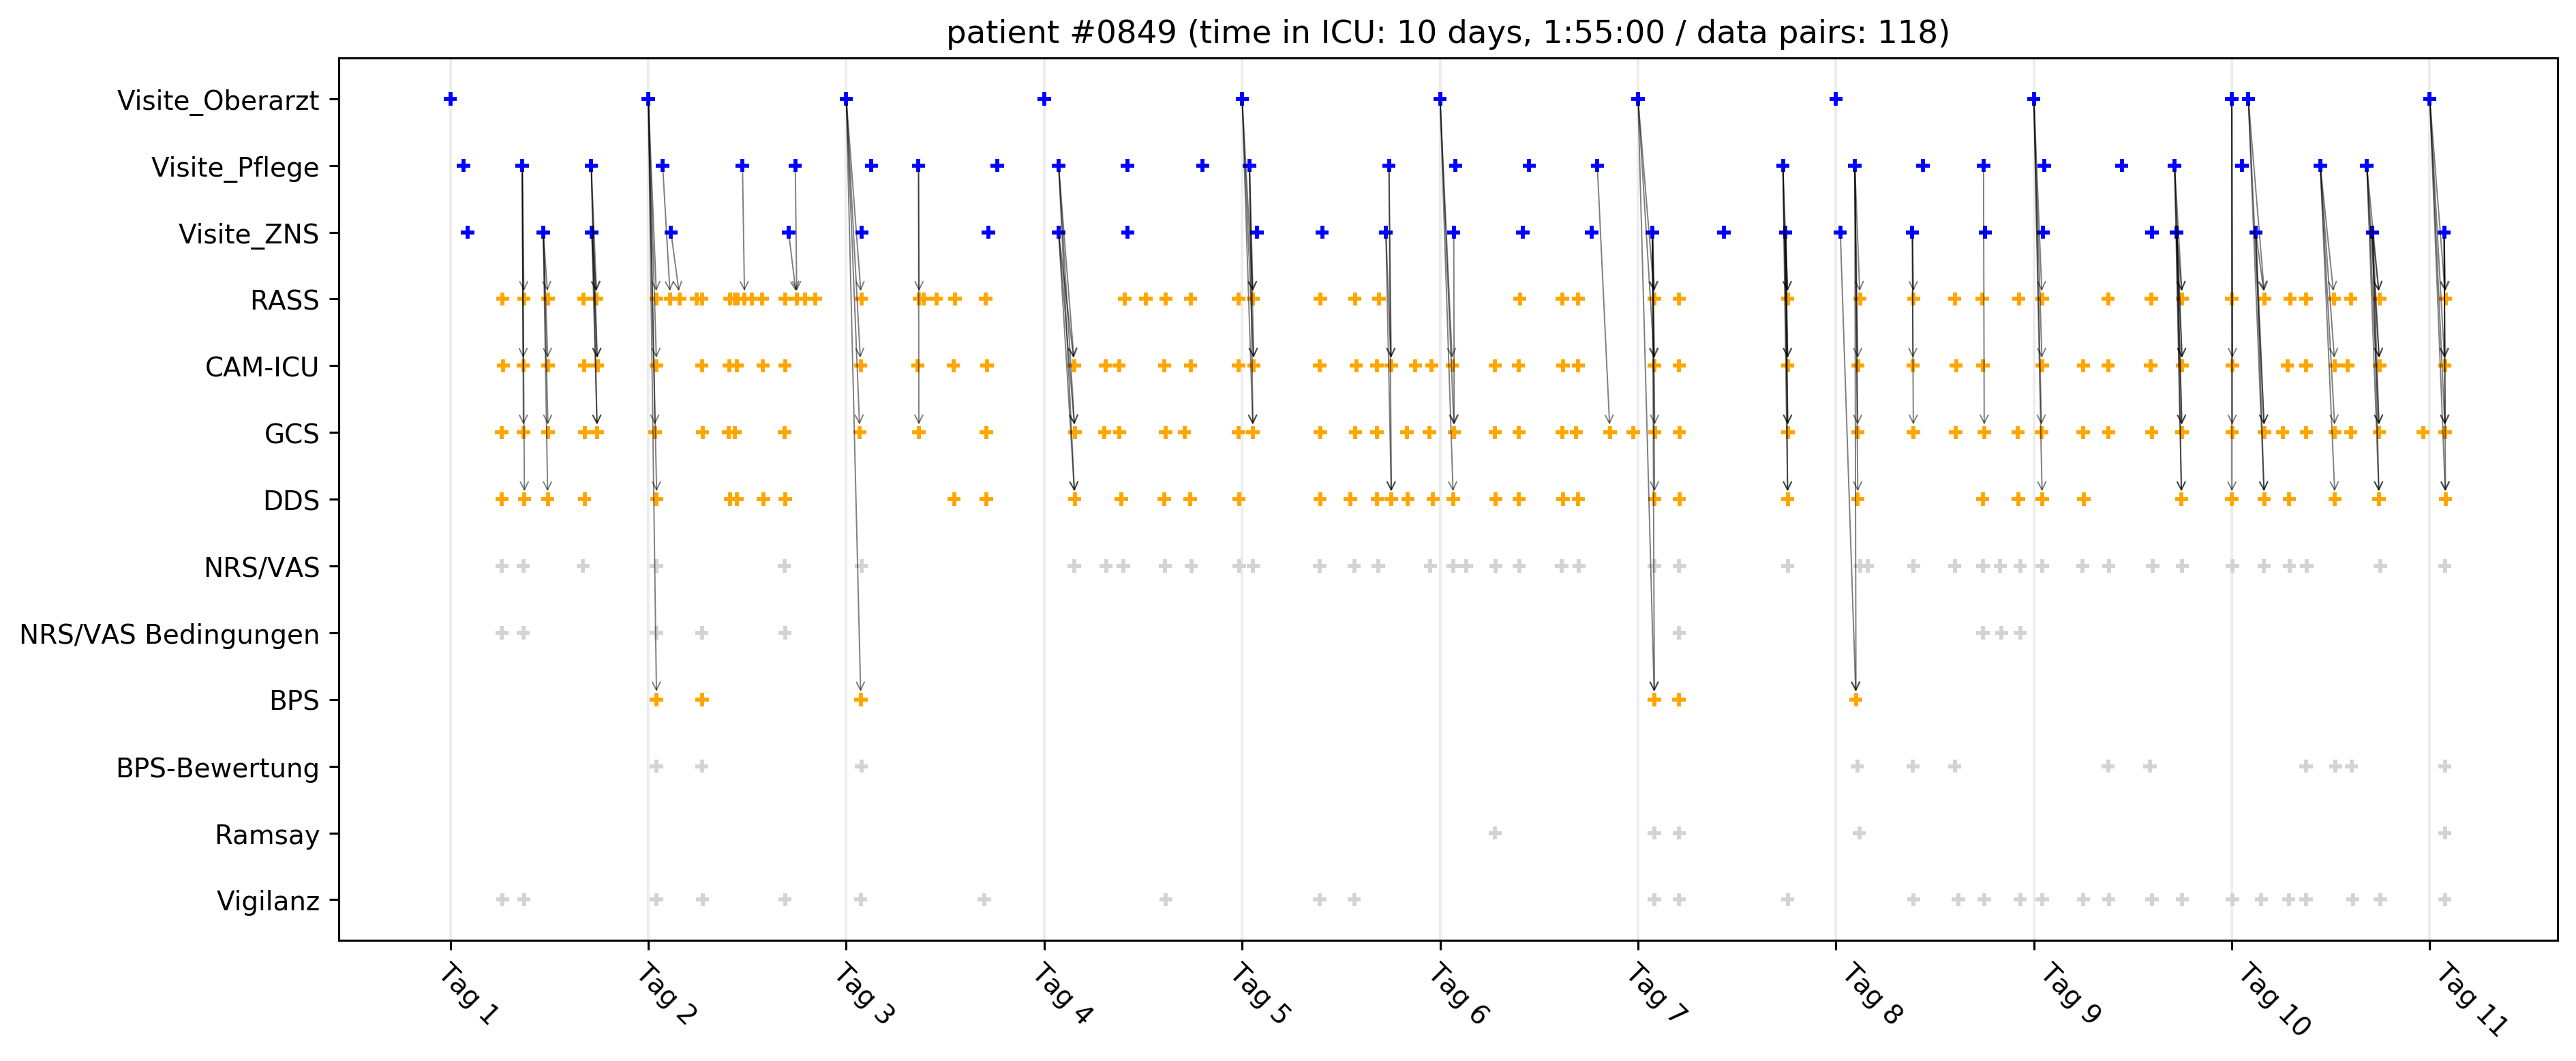 patient #0849 (time in ICU: 10 days, 1:55:00 / data pairs: 118)
Visite_Oberarzt
Visite_Pflege
Visite_ZNS
RASS
CAM-ICU
GCS
DDS
NRS/VAS
NRS/VAS Bedingungen
BPS
BPS-Bewertung
Ramsay
Vigilanz
Tag 1
Tag 2
Tag 3
Tag 4
Tag 5
Tag 6
Tag 7
Tag 8
Tag 9
Tag 10
Tag 11